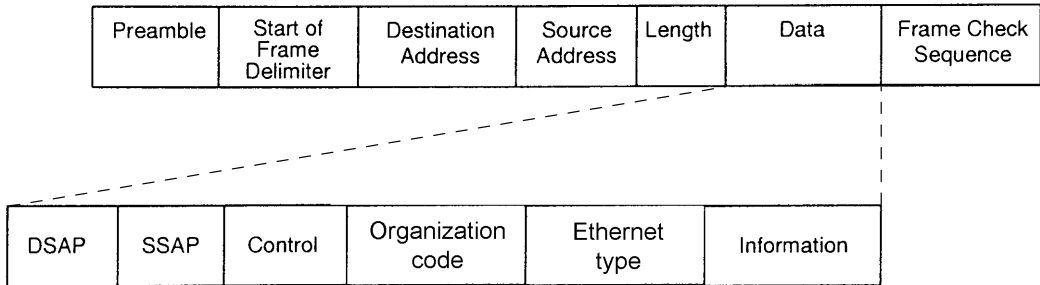 Preamble
Start of
Frame
Delimiter
Destination
Address
Source
Address
Length
Data
Frame Check
Sequence
DSAP
SSAP
Control
Organization
code
Ethernet
type
Information